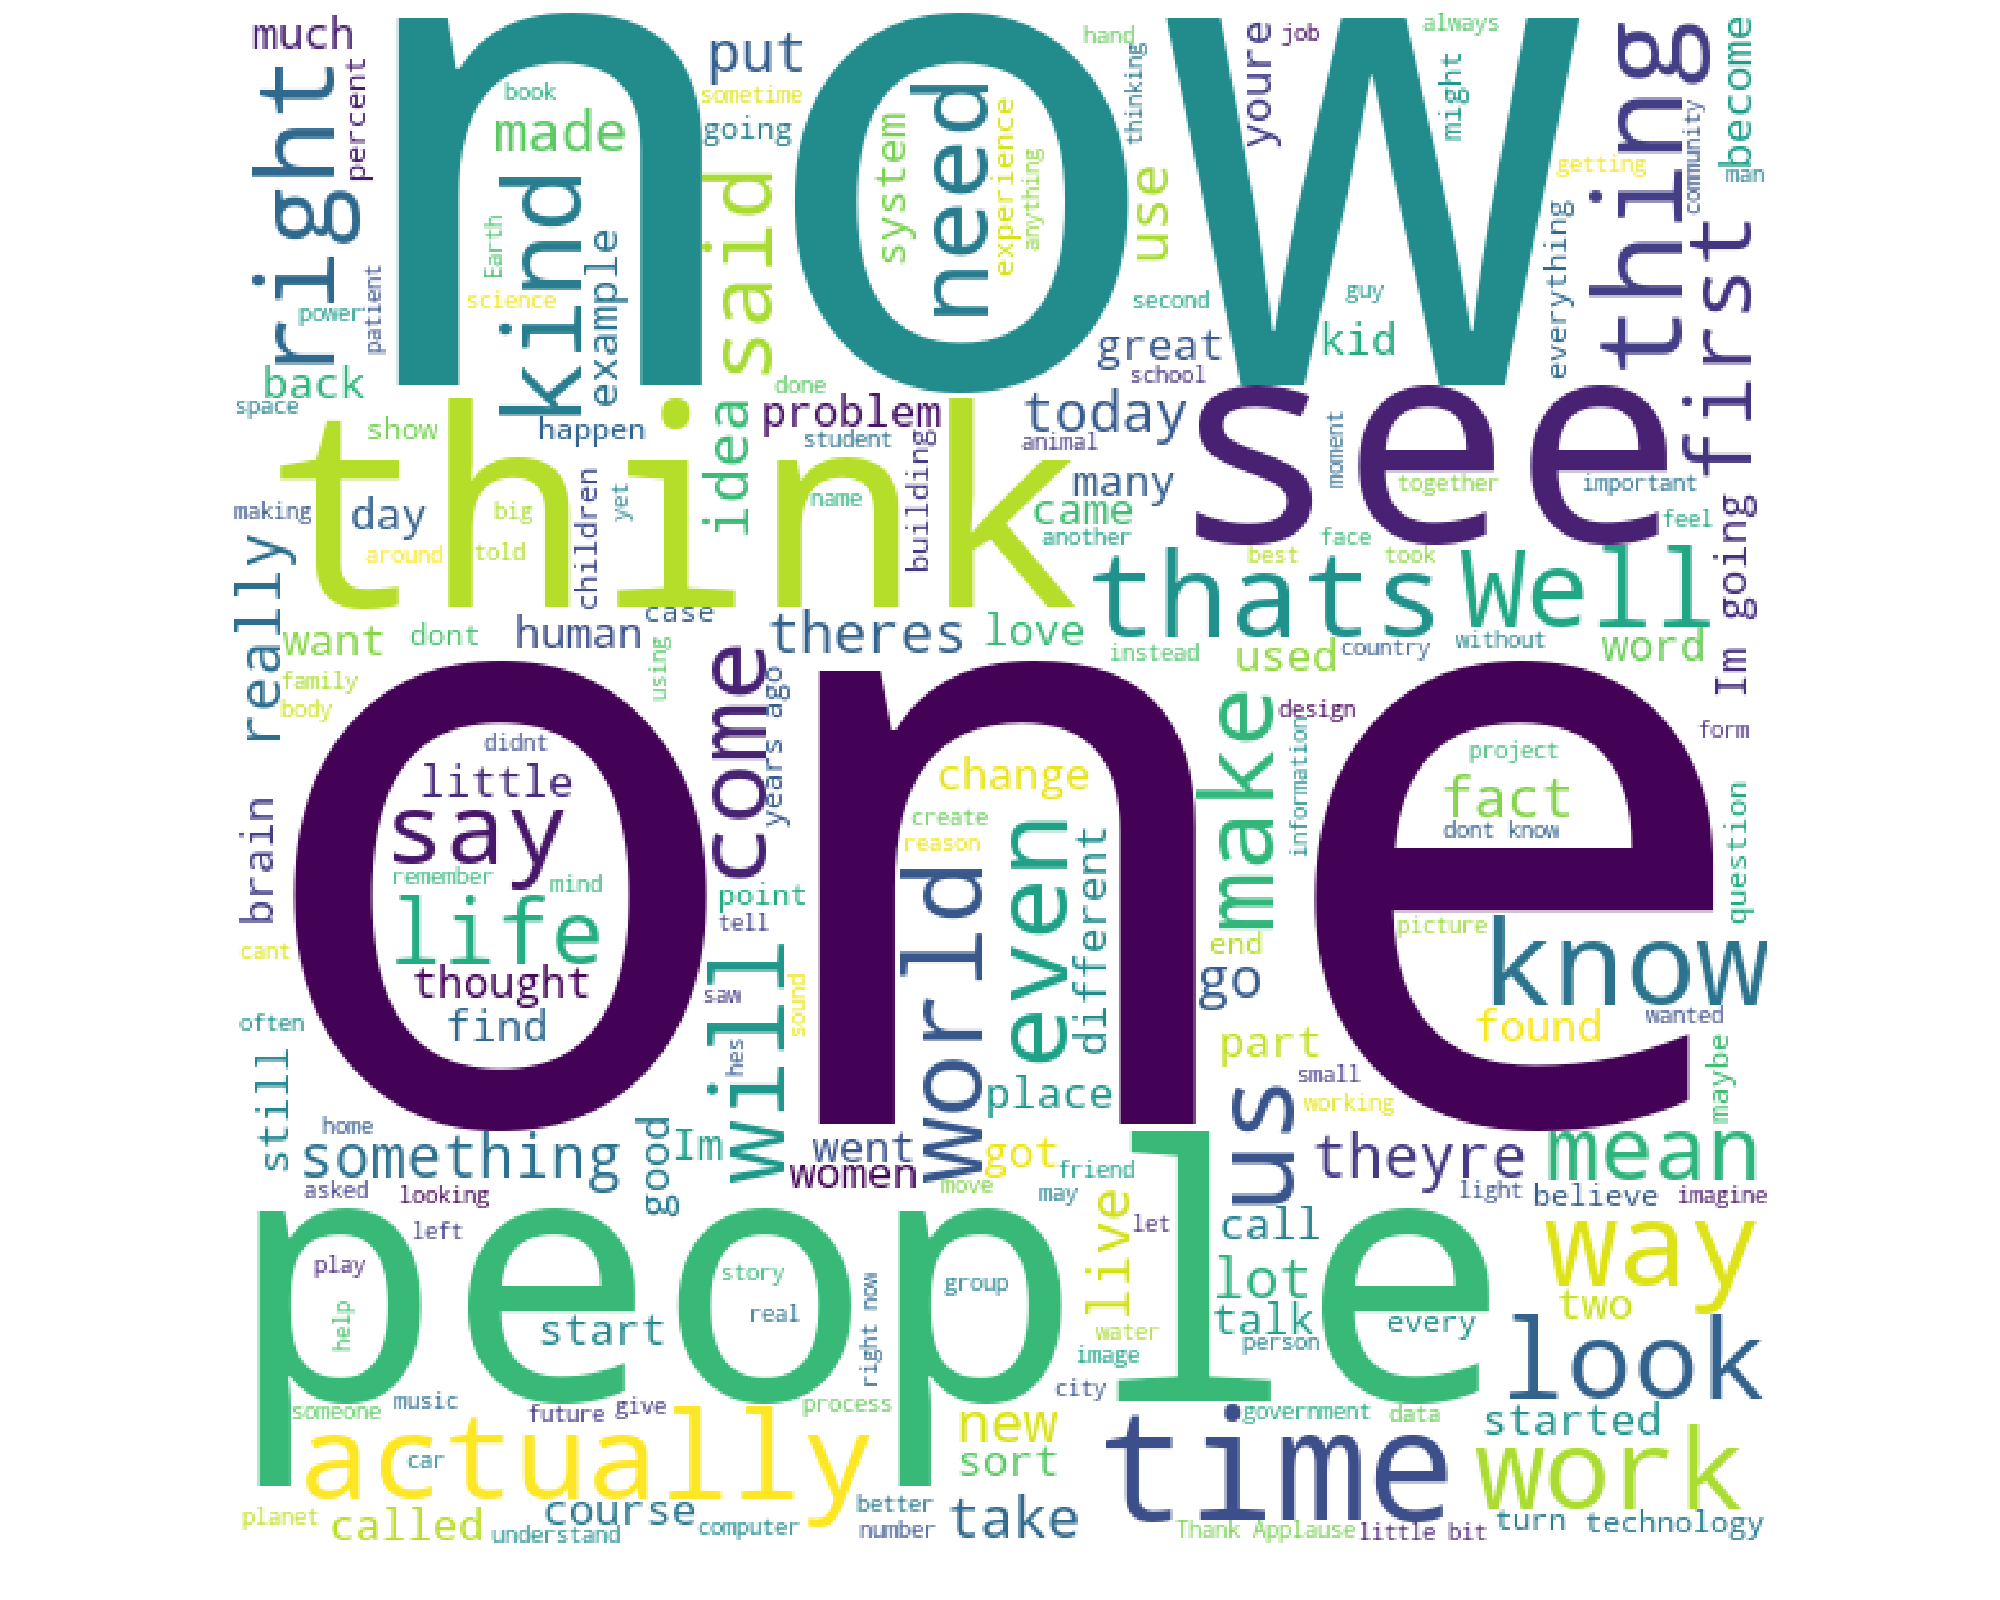 now
one
people
think
see
much
right
percent
put
hand
thinking
youre
job
always
might
thing
community
become
man
book
made
sometime
going
need
system
experience
anything
use
getting
everything
first
Earth
kind
example
science
said
second
guy
kid
great
school
power
patient
back
space
show
happen
idea
done
problem
student
building
today
animal
many
moment
together
important
feel
making
day
big
told
around
children
yet
name
came
another
face
best
took
thats
Well
Im going
really
want
dont
human
case
theres
love
instead
used
country
without
word
family
body
using
come
years ago
design
form
make
information
didnt
little
say
remember
mind
life
thought
find
change
create
reason
even
different
world
project
fact
dont know
question
brain
point
tell
cant
picture
know
end
go
found
wanted
often
saw
sound
will
hes
still
part
small
working
maybe
place
us
home
something
good
Im
went
women
got
friend
theyre
mean
asked
looking
move
may
light
believe
imagine
left
live
let
call
way
play
story
real
group
lot
two
help
start
right now
water
image
talk
person
every
look
someone
music
future
give
process
city
government
data
started
actually
car
new
sort
time
work
planet
called
understand
course
computer
better
number
take
Thank Applause
little bit
turn
technology